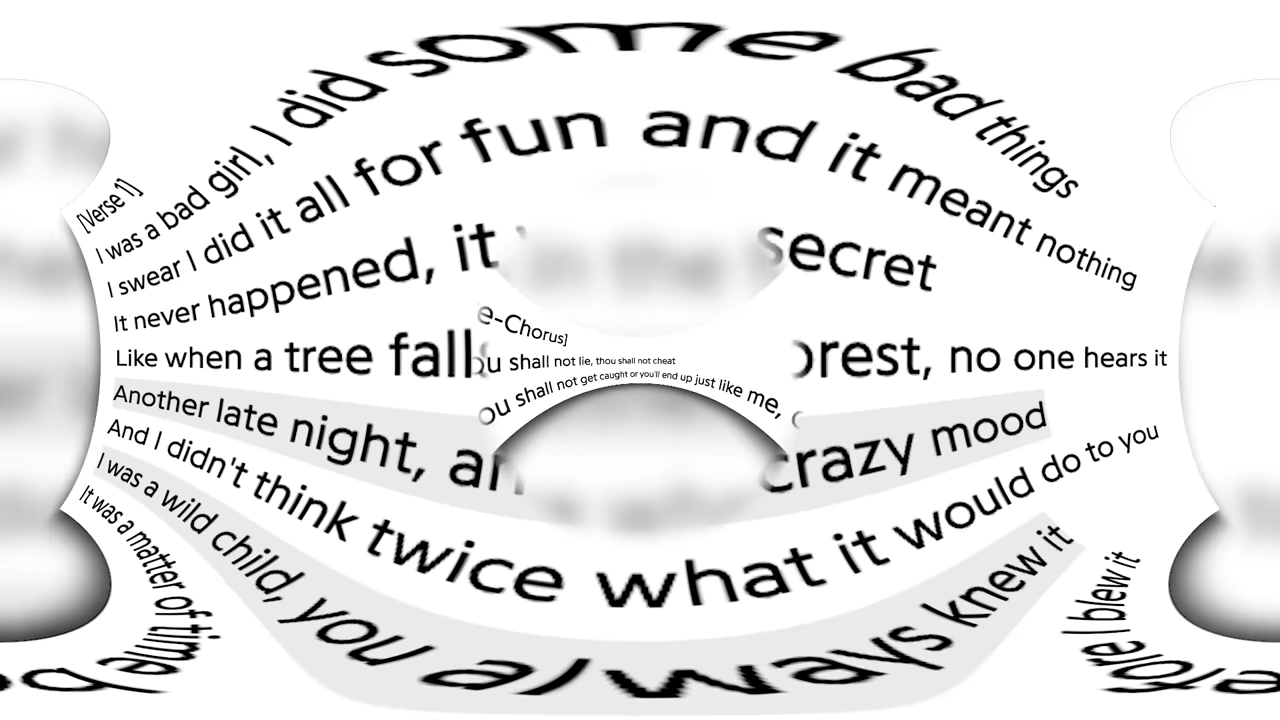 [Verse 1]
I was a bad girl, I did some bad things
I swear I did it all for fun and it meant nothing
It never happened, it secret
Like when a tree falls orest, no one hears it
Another late night, an crazy mood
And I didn't think twice what it would do to you
I was a wild child, you always knew it
It was a matter of time, before I blew it
e-Chorus]
ou shall not lie, thou shall not cheat
ou shall not get caught or you'll end up just like me,